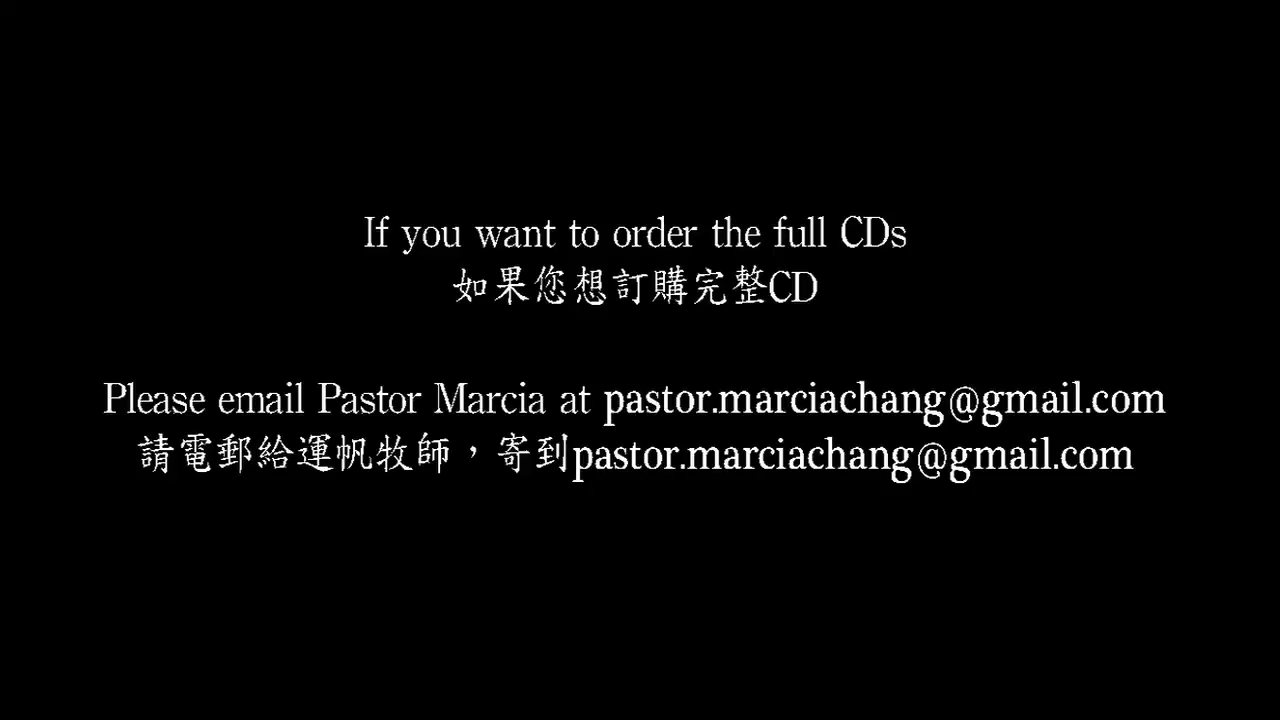 If you want to order the full CDs
如果您想訂購完整CD
Please email Pastor Marcia at pastor.marciachang@gmail.com
請電郵給運帆牧師，寄到pastor.marciachang@gmail.com